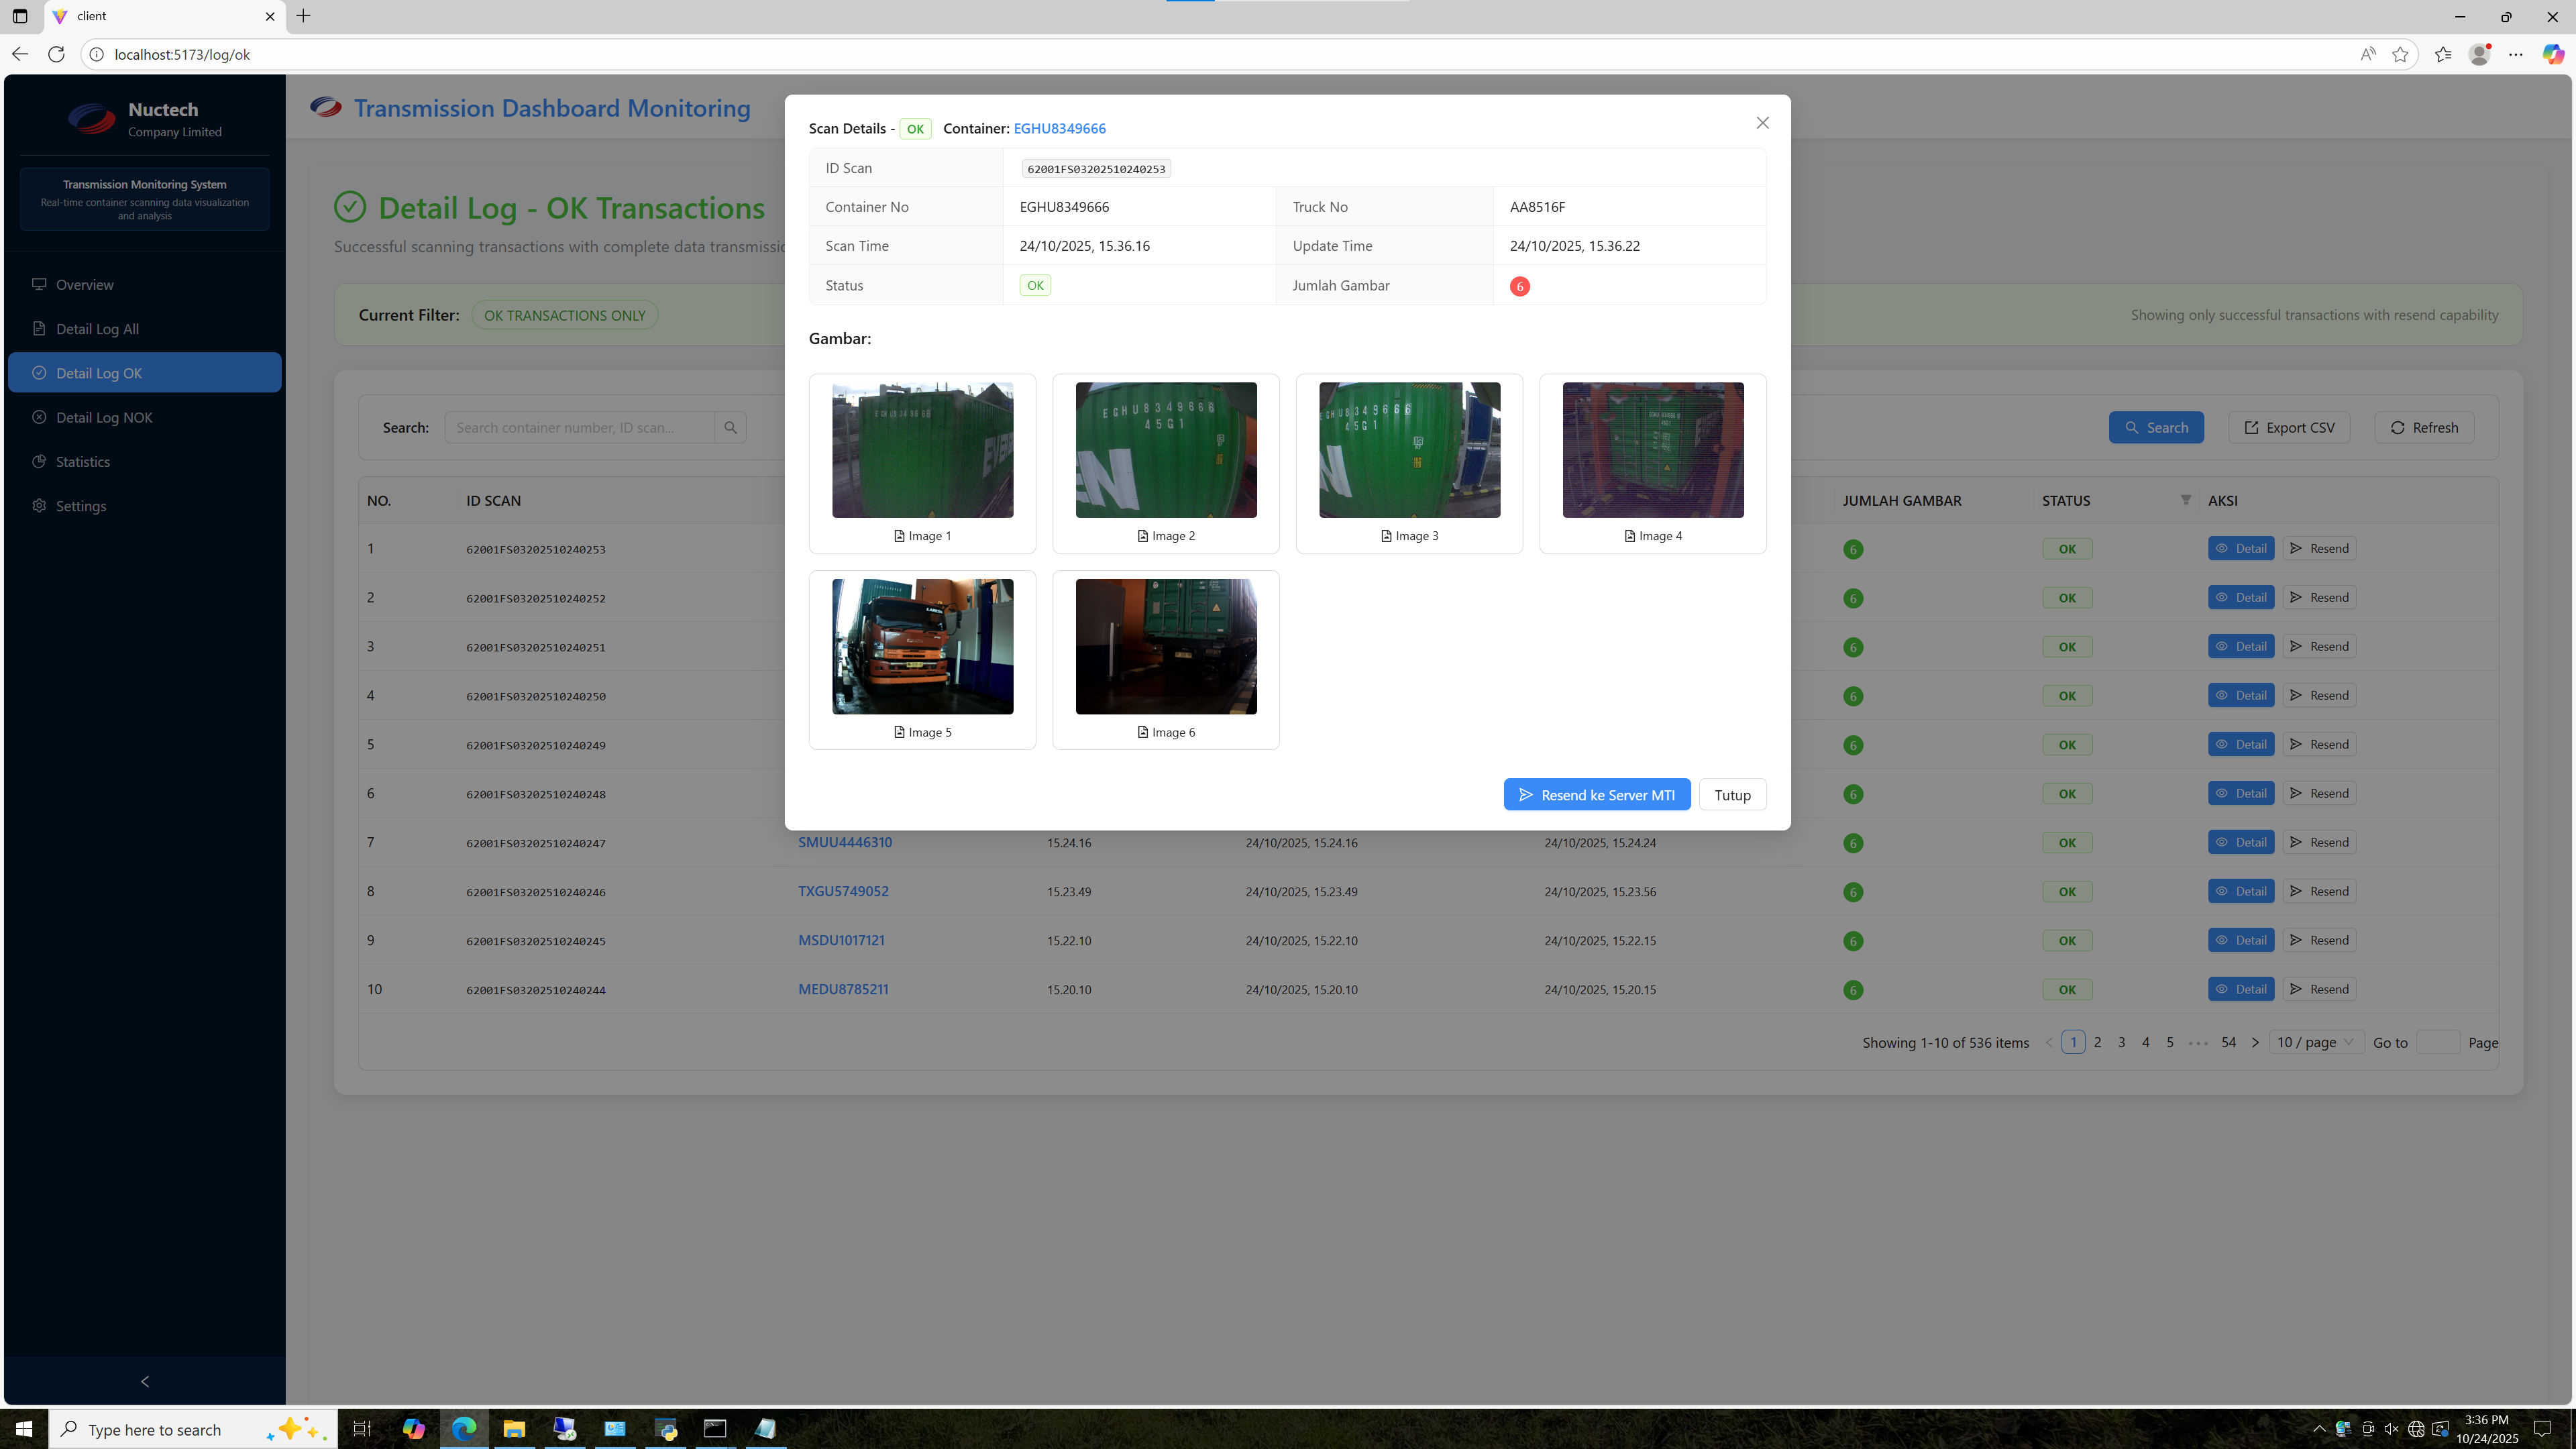 client
localhost:5173/log/ok
Nuctech
Company Limited
Transmission Monitoring System
Real-time container scanning data visualization
and analysis
Overview
Detail Log All
Detail Log OK
Detail Log NOK
Statistics
Settings
Transmission Dashboard Monitoring
Detail Log - OK Transactions
Successful scanning transactions with complete data
Current Filter: OK TRANSACTIONS ONLY
Showing only successful transactions with resend capability
Search: Search container number, ID scan...
Search Export CSV Refresh
NO. ID SCAN JUMLAH GAMBAR STATUS AKSI
1 62001FS03202510240253 6 OK Detail Resend
2 62001FS03202510240252 6 OK Detail Resend
3 62001FS03202510240251 6 OK Detail Resend
4 62001FS03202510240250 6 OK Detail Resend
5 62001FS03202510240249 6 OK Detail Resend
6 62001FS03202510240248 6 OK Detail Resend
7 62001FS03202510240247 SMUU4446310 15.24.16 24/10/2025, 15.24.16 24/10/2025, 15.24.24 6 OK Detail Resend
8 62001FS03202510240246 TXGU5749052 15.23.49 24/10/2025, 15.23.49 24/10/2025, 15.23.56 6 OK Detail Resend
9 62001FS03202510240245 MSDU1017121 15.22.10 24/10/2025, 15.22.10 24/10/2025, 15.22.15 6 OK Detail Resend
10 62001FS03202510240244 MEDU8785211 15.20.10 24/10/2025, 15.20.10 24/10/2025, 15.20.15 6 OK Detail Resend
Showing 1-10 of 536 items 1 2 3 4 5 ••• 54 10 / page Go to Page
Scan Details - OK Container: EGHU8349666
ID Scan 62001FS03202510240253
Container No EGHU8349666 Truck No AA8516F
Scan Time 24/10/2025, 15.36.16 Update Time 24/10/2025, 15.36.22
Status OK Jumlah Gambar 6
Gambar:
EGHU8349666
45G1
EGHU8349666
45G1
Image 1 Image 2 Image 3 Image 4
Image 5 Image 6
Resend ke Server MTI Tutup
Type here to search
3:36 PM
10/24/2025